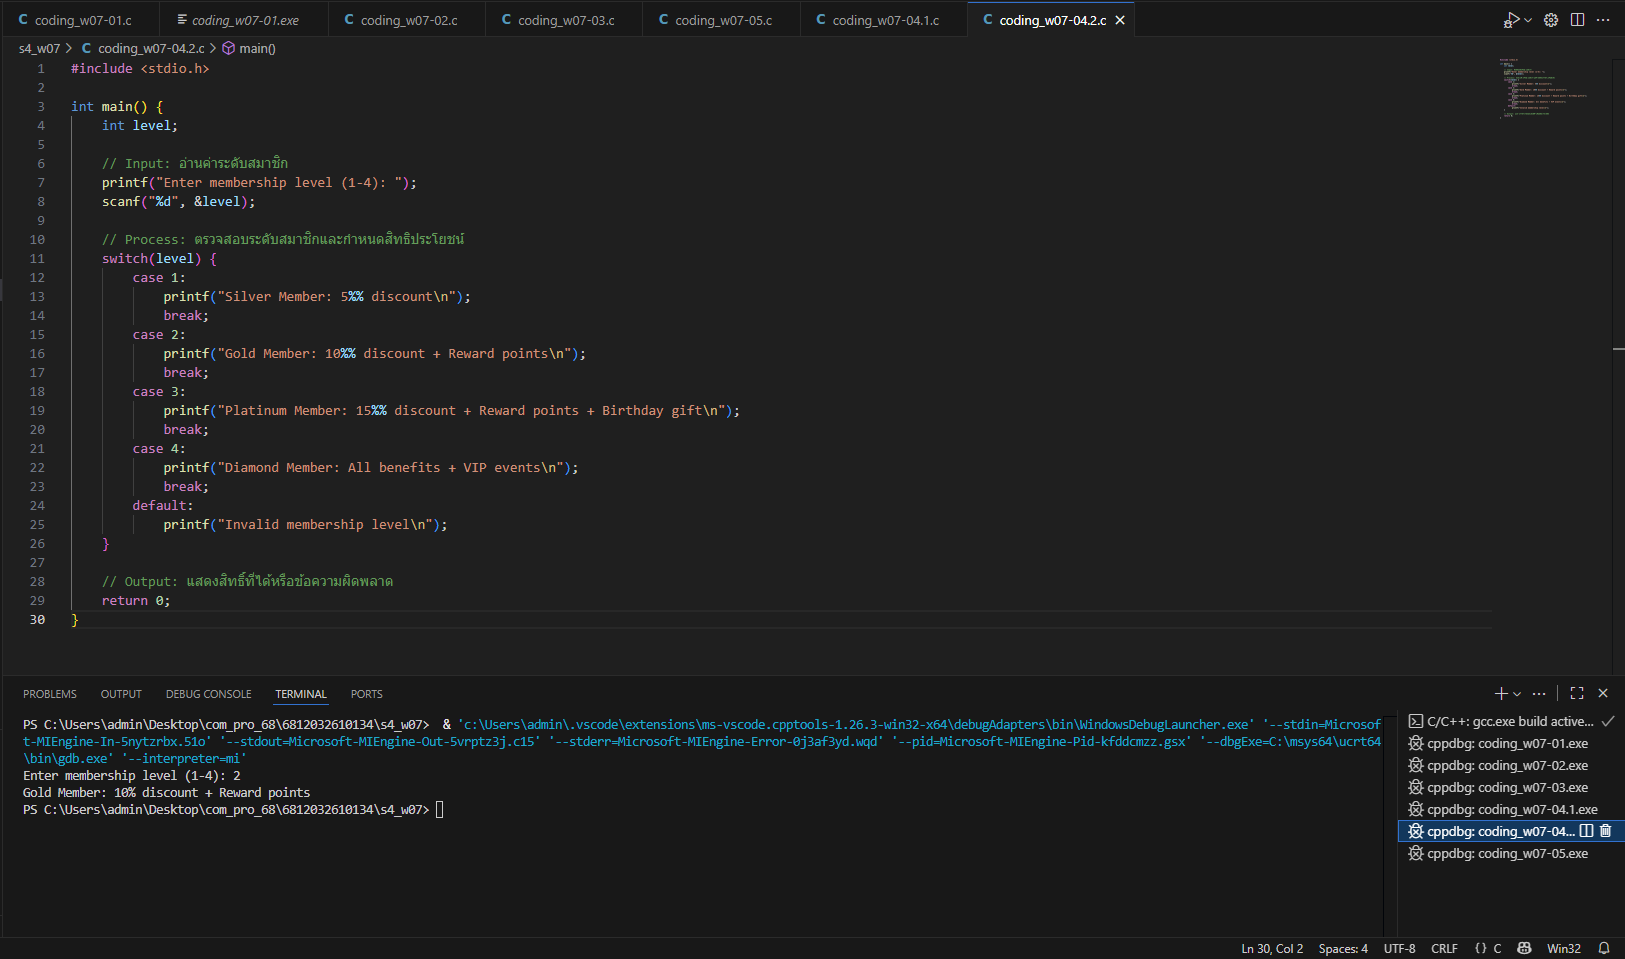 C coding_w07-01.c coding_w07-01.exe C coding_w07-02.c C coding_w07-03.c C coding_w07-05.c C coding_w07-04.1.c C coding_w07-04.2.c
s4_w07 > C coding_w07-04.2.c > main()
1 #include <stdio.h>
2
3 int main() {
4 int level;
5
6 // Input: อ่านค่าระดับสมาชิก
7 printf("Enter membership level (1-4): ");
8 scanf("%d", &level);
9
10 // Process: ตรวจสอบระดับสมาชิกและกำหนดสิทธิประโยชน์
11 switch(level) {
12 case 1:
13 printf("Silver Member: 5%% discount\n");
14 break;
15 case 2:
16 printf("Gold Member: 10%% discount + Reward points\n");
17 break;
18 case 3:
19 printf("Platinum Member: 15%% discount + Reward points + Birthday gift\n");
20 break;
21 case 4:
22 printf("Diamond Member: All benefits + VIP events\n");
23 break;
24 default:
25 printf("Invalid membership level\n");
26 }
27
28 // Output: แสดงสิทธิ์ที่ได้หรือข้อความผิดพลาด
29 return 0;
30 }
PROBLEMS OUTPUT DEBUG CONSOLE TERMINAL PORTS
PS C:\Users\admin\Desktop\com_pro_68\6812032610134\s4_w07> & 'c:\Users\admin\.vscode\extensions\ms-vscode.cpptools-1.26.3-win32-x64\debugAdapters\bin\WindowsDebugLauncher.exe' '--stdin=Microsof
t-MIEngine-In-5nytzrbx.51o' '--stdout=Microsoft-MIEngine-Out-5vrptz3j.c15' '--stderr=Microsoft-MIEngine-Error-0j3af3yd.wqd' '--pid=Microsoft-MIEngine-Pid-kfddcmzz.gsx' '--dbgExe=C:\msys64\ucrt64
\bin\gdb.exe' '--interpreter=mi'
Enter membership level (1-4): 2
Gold Member: 10% discount + Reward points
PS C:\Users\admin\Desktop\com_pro_68\6812032610134\s4_w07>
C/C++: gcc.exe build active...
cppdbg: coding_w07-01.exe
cppdbg: coding_w07-02.exe
cppdbg: coding_w07-03.exe
cppdbg: coding_w07-04.1.exe
cppdbg: coding_w07-04...
cppdbg: coding_w07-05.exe
Ln 30, Col 2 Spaces: 4 UTF-8 CRLF {} C Win32